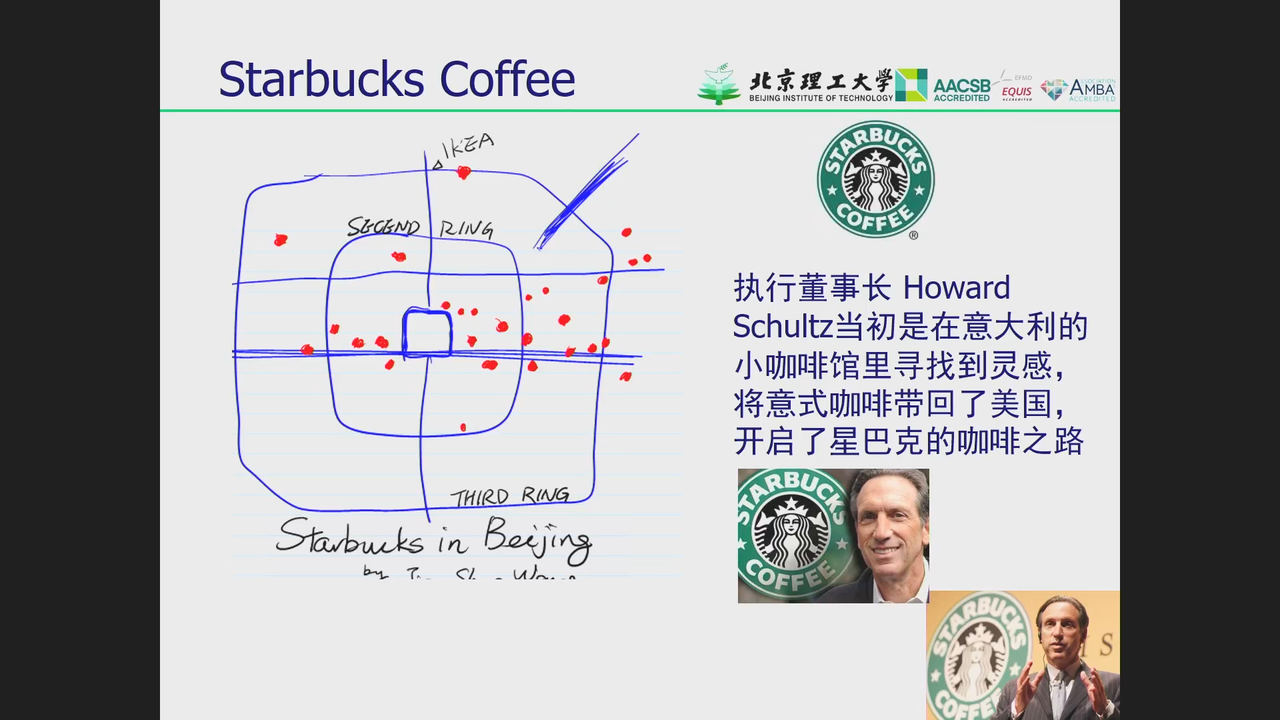 Starbucks Coffee
北京理工大学
BEIJING INSTITUTE OF TECHNOLOGY
AACSB
ACCREDITED
EFMD
EQUIS
ACCREDITED
ASSOCIATION
AMBA
ACCREDITED
IKEA
SECEND RING
THIRD RING
Starbucks in Beijing
by
STARBUCKS
COFFEE
®
执行董事长 Howard
Schultz当初是在意大利的
小咖啡馆里寻找到灵感，
将意式咖啡带回了美国，
开启了星巴克的咖啡之路
STARBUCKS
COFFEE
STARBUCKS
COFFEE
IS